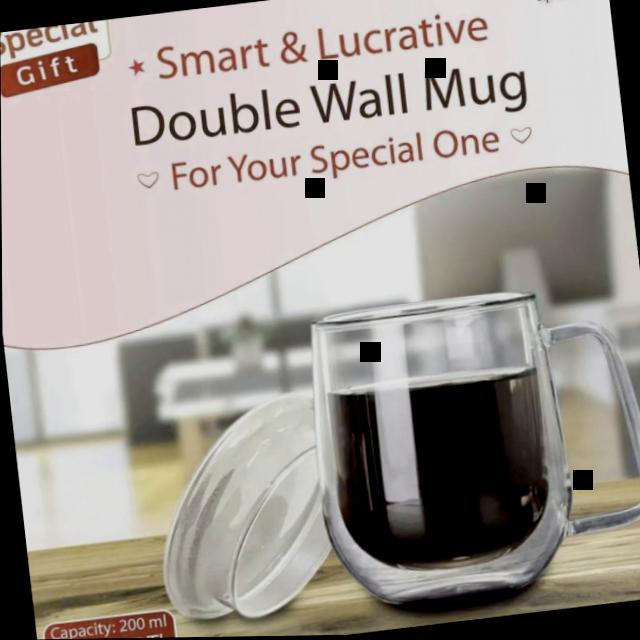 Special
Gift
Smart & Lucrative
Double Wall Mug
For Your Special One
Capacity: 200 ml